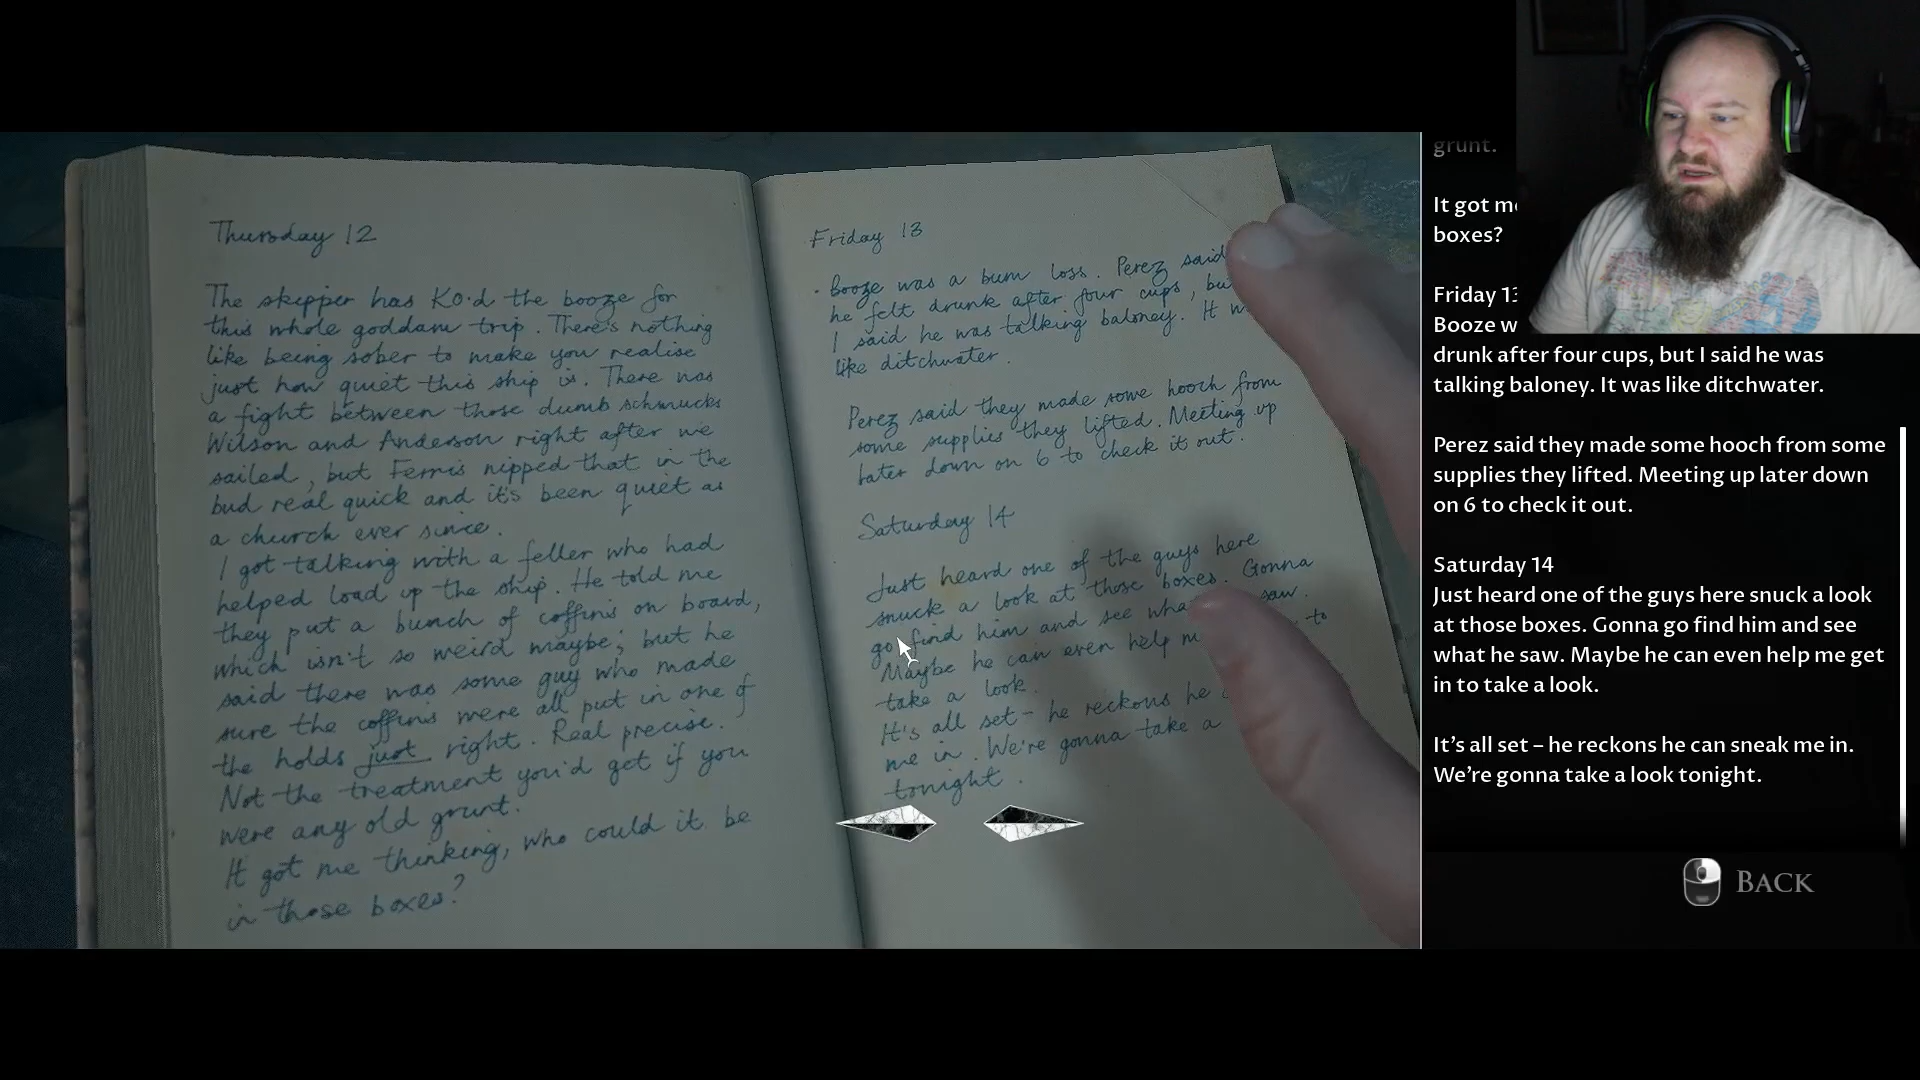 Thursday 12
The skipper has KO'd the booze for
this whole goddam trip. There's nothing
like being sober to make you realise
just how quiet this ship is. There was
a fight between those dumb schmucks
Wilson and Anderson right after we
sailed, but Ferris nipped that in the
bud real quick and it's been quiet as
a church ever since.
I got talking with a feller who had
helped load up the ship. He told me
they put a bunch of coffins on board,
which isn't so weird maybe; but he
said there was some guy who made
sure the coffins were all put in one of
the holds just right. Real precise.
Not the treatment you'd get if you
were any old grunt.
It got me thinking, who could it be
in those boxes?
Friday 13
Booze was a bum loss. Perez said
he felt drunk after four cups, bu
I said he was talking baloney. It w
like ditchwater.
Perez said they made some hooch from
some supplies they lifted. Meeting up
later down on 6 to check it out.
Saturday 14
Just heard one of the guys here
snuck a look at those boxes. Gonna
go find him and see wha saw.
Maybe he can even help m to
take a look.
It's all set - he reckons he
me in. We're gonna take a
tonight.
grunt.
It got m
boxes?
Friday 13
Booze w
drunk after four cups, but I said he was
talking baloney. It was like ditchwater.
Perez said they made some hooch from some
supplies they lifted. Meeting up later down
on 6 to check it out.
Saturday 14
Just heard one of the guys here snuck a look
at those boxes. Gonna go find him and see
what he saw. Maybe he can even help me get
in to take a look.
It's all set – he reckons he can sneak me in.
We're gonna take a look tonight.
BACK